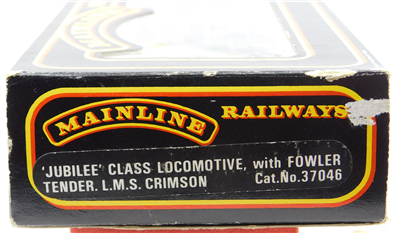 MAINLINE RAILWAYS
'JUBILEE' CLASS LOCOMOTIVE, with FOWLER
TENDER. L.M.S. CRIMSON Cat.No.37046